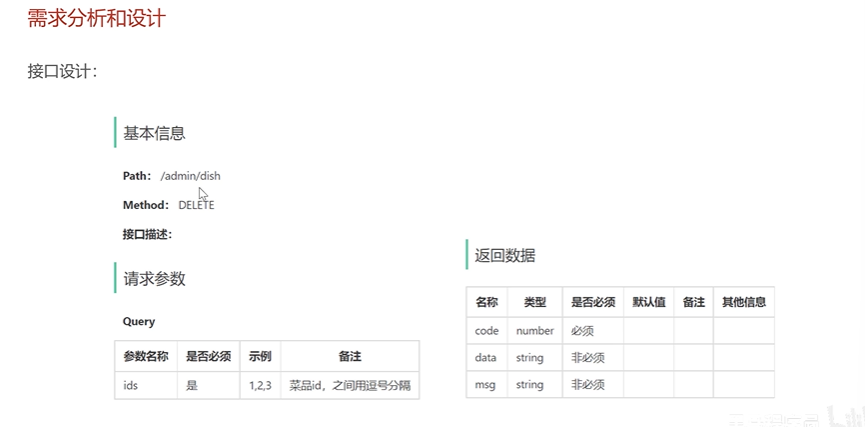 需求分析和设计
接口设计：
基本信息
Path： /admin/dish
Method： DELETE
接口描述：
请求参数
Query
参数名称 是否必须 示例 备注
ids 是 1,2,3 菜品id，之间用逗号分隔
返回数据
名称 类型 是否必须 默认值 备注 其他信息
code number 必须
data string 非必须
msg string 非必须